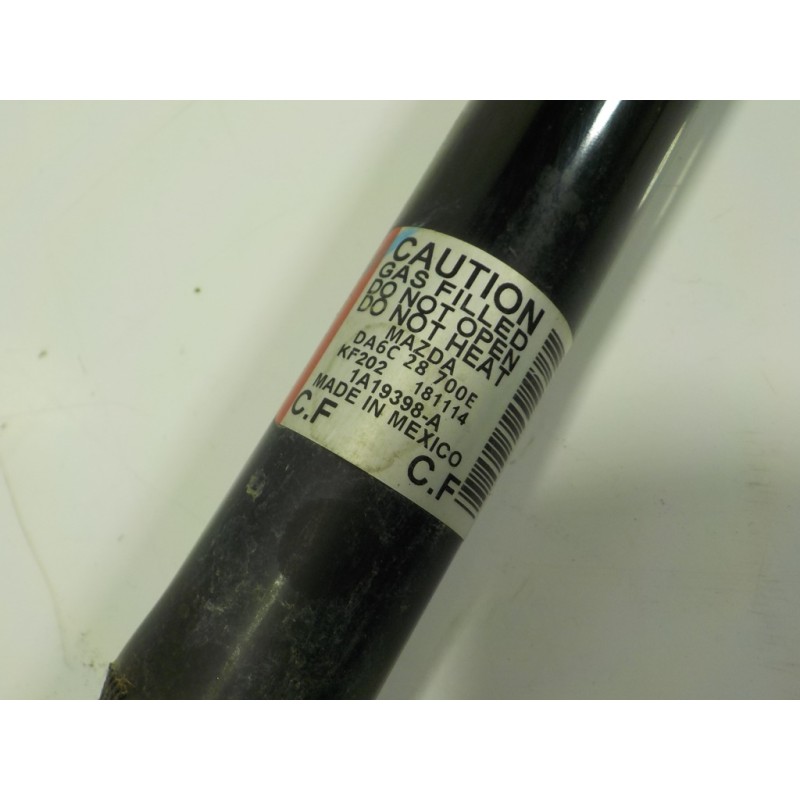 CAUTION
GAS FILLED
DO NOT OPEN
DO NOT HEAT
MAZDA
DA6C 28 700E
KF202 181114
1A19398-A
MADE IN MEXICO
C.F C.F